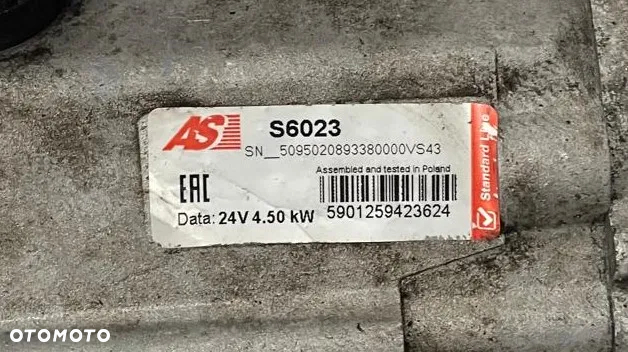 AS
S6023
SN__5095020893380000VS43
Assembled and tested in Poland
EAC
Data: 24V 4.50 kW
5901259423624
Standard Line
OTOMOTO